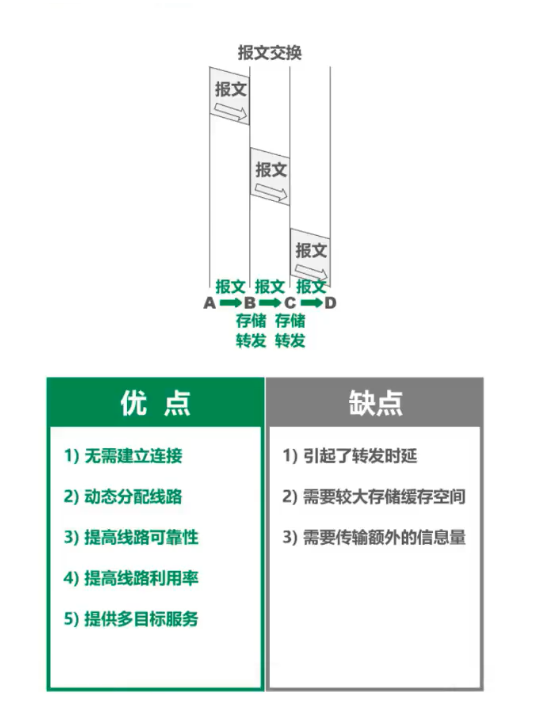 报文交换
报文
报文
报文
报文 报文 报文
A B C D
存储 存储
转发 转发
优 点
缺点
1) 无需建立连接
2) 动态分配线路
3) 提高线路可靠性
4) 提高线路利用率
5) 提供多目标服务
1) 引起了转发时延
2) 需要较大存储缓存空间
3) 需要传输额外的信息量